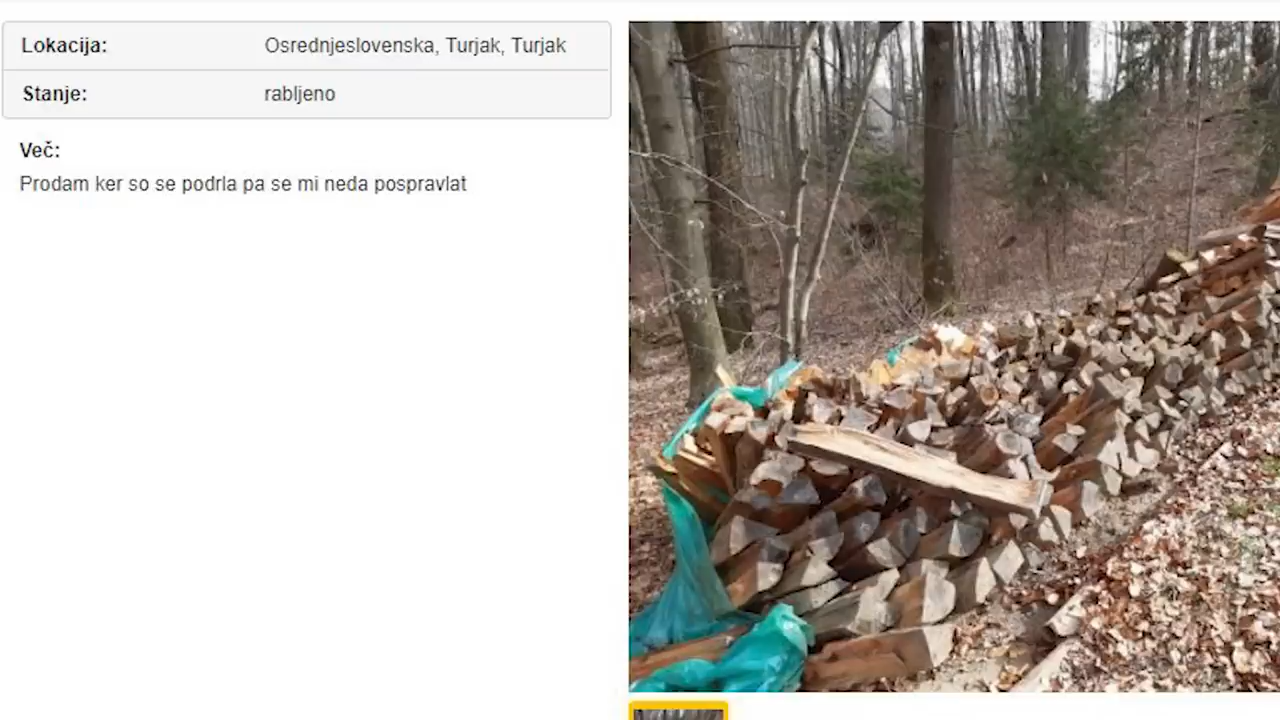 Lokacija: Osrednjeslovenska, Turjak, Turjak
Stanje: rabljeno
Več:
Prodam ker so se podrla pa se mi neda pospravlat